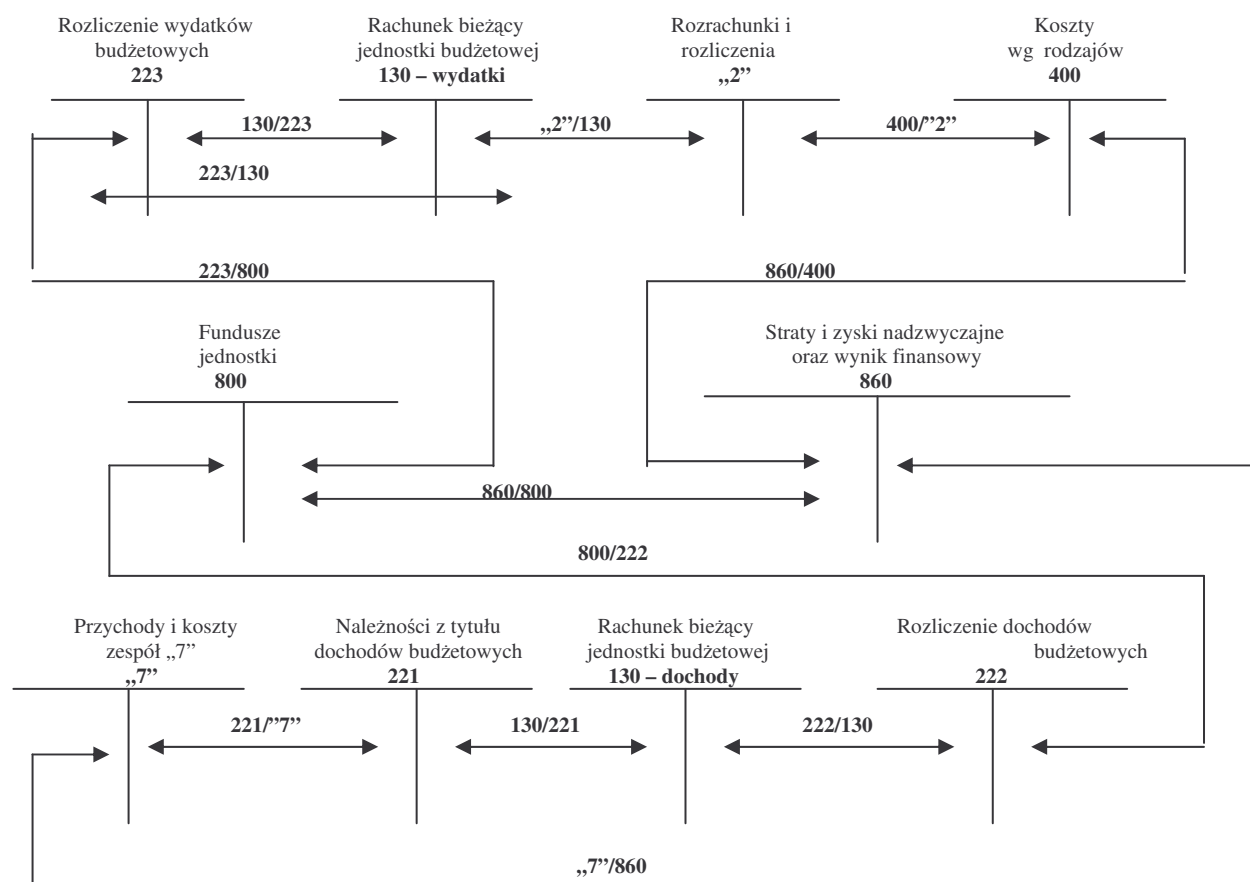 Rozliczenie wydatków
budżetowych
223
Rachunek bieżący
jednostki budżetowej
130 – wydatki
Rozrachunki i
rozliczenia
„2”
Koszty
wg rodzajów
400
130/223
„2”/130
400/”2”
223/130
223/800
860/400
Fundusze
jednostki
800
Straty i zyski nadzwyczajne
oraz wynik finansowy
860
860/800
800/222
Przychody i koszty
zespół „7”
„7”
Należności z tytułu
dochodów budżetowych
221
Rachunek bieżący
jednostki budżetowej
130 – dochody
Rozliczenie dochodów
budżetowych
222
221/”7”
130/221
222/130
„7”/860